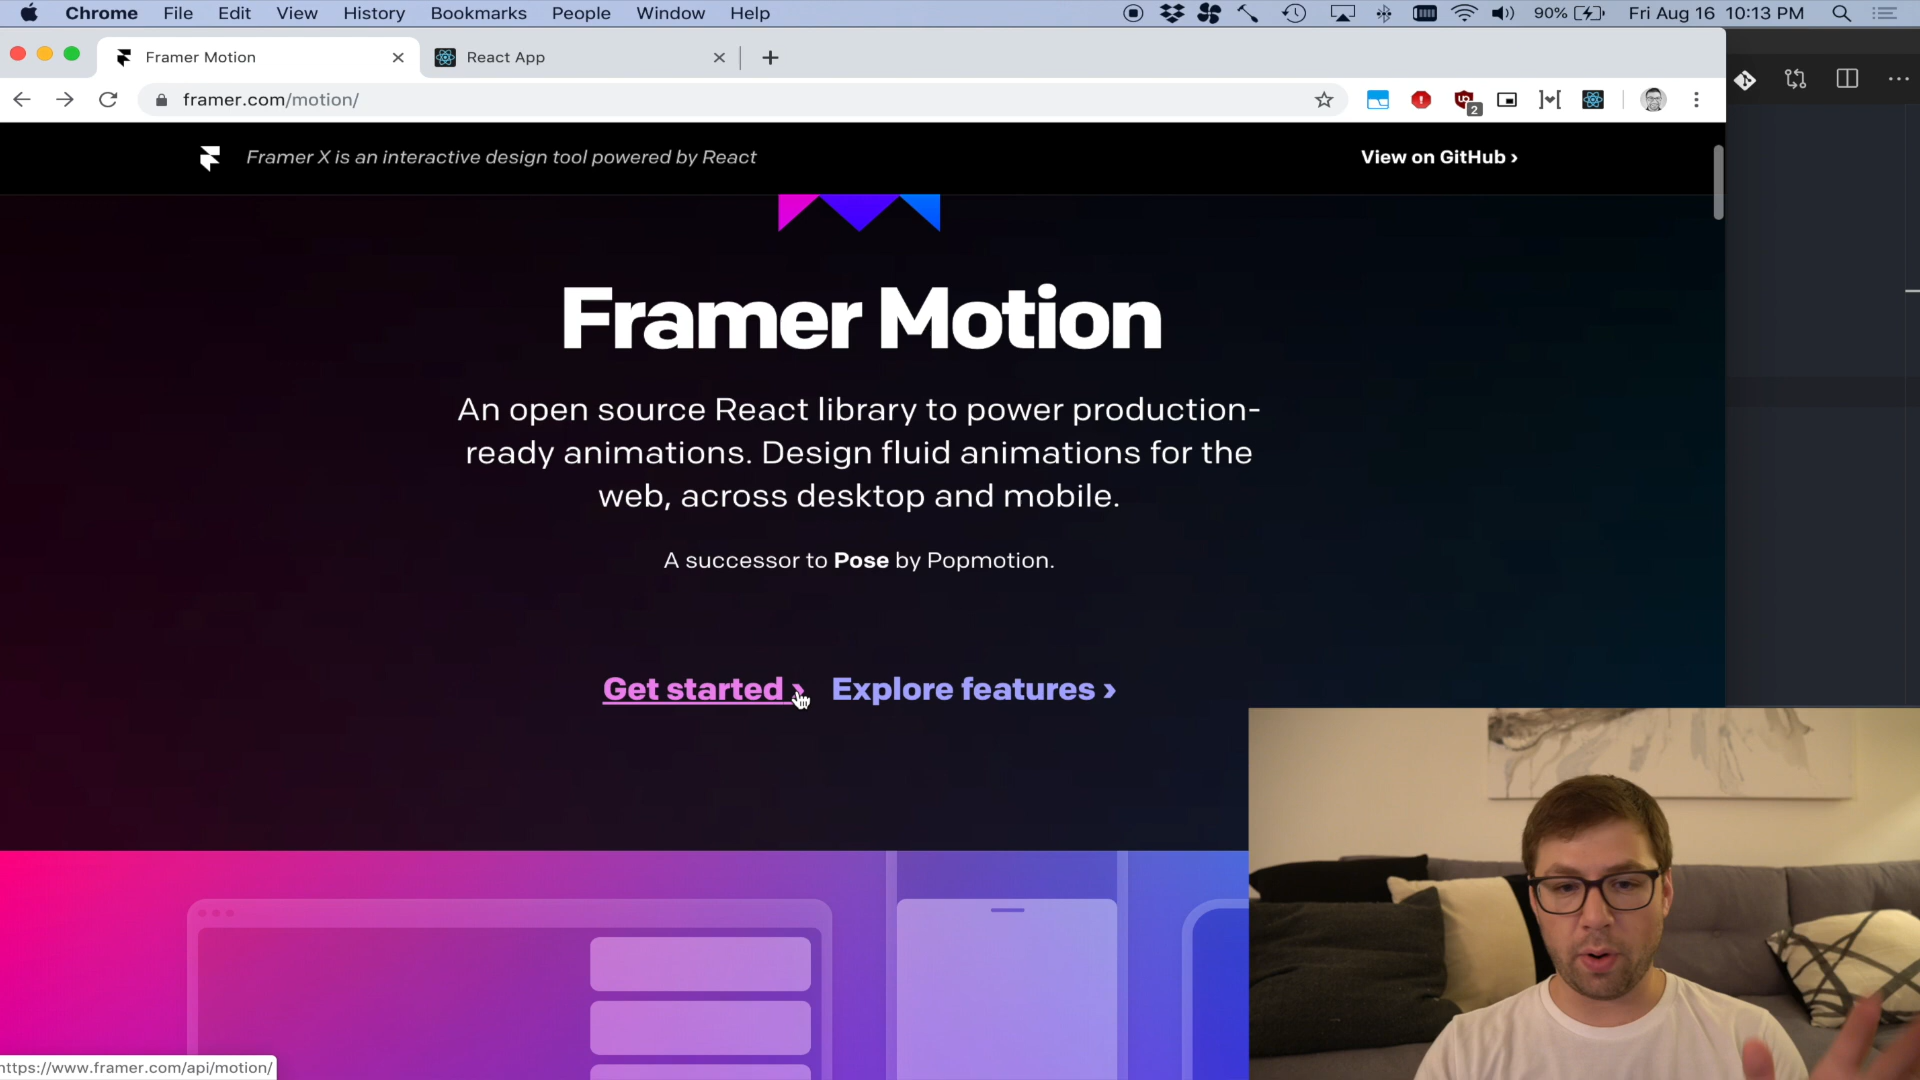 Chrome File Edit View History Bookmarks People Window Help
90% Fri Aug 16 10:13 PM
Framer Motion
React App
framer.com/motion/
2
Framer X is an interactive design tool powered by React
View on GitHub ›
Framer Motion
An open source React library to power production-
ready animations. Design fluid animations for the
web, across desktop and mobile.
A successor to Pose by Popmotion.
Get started ›
Explore features ›
https://www.framer.com/api/motion/